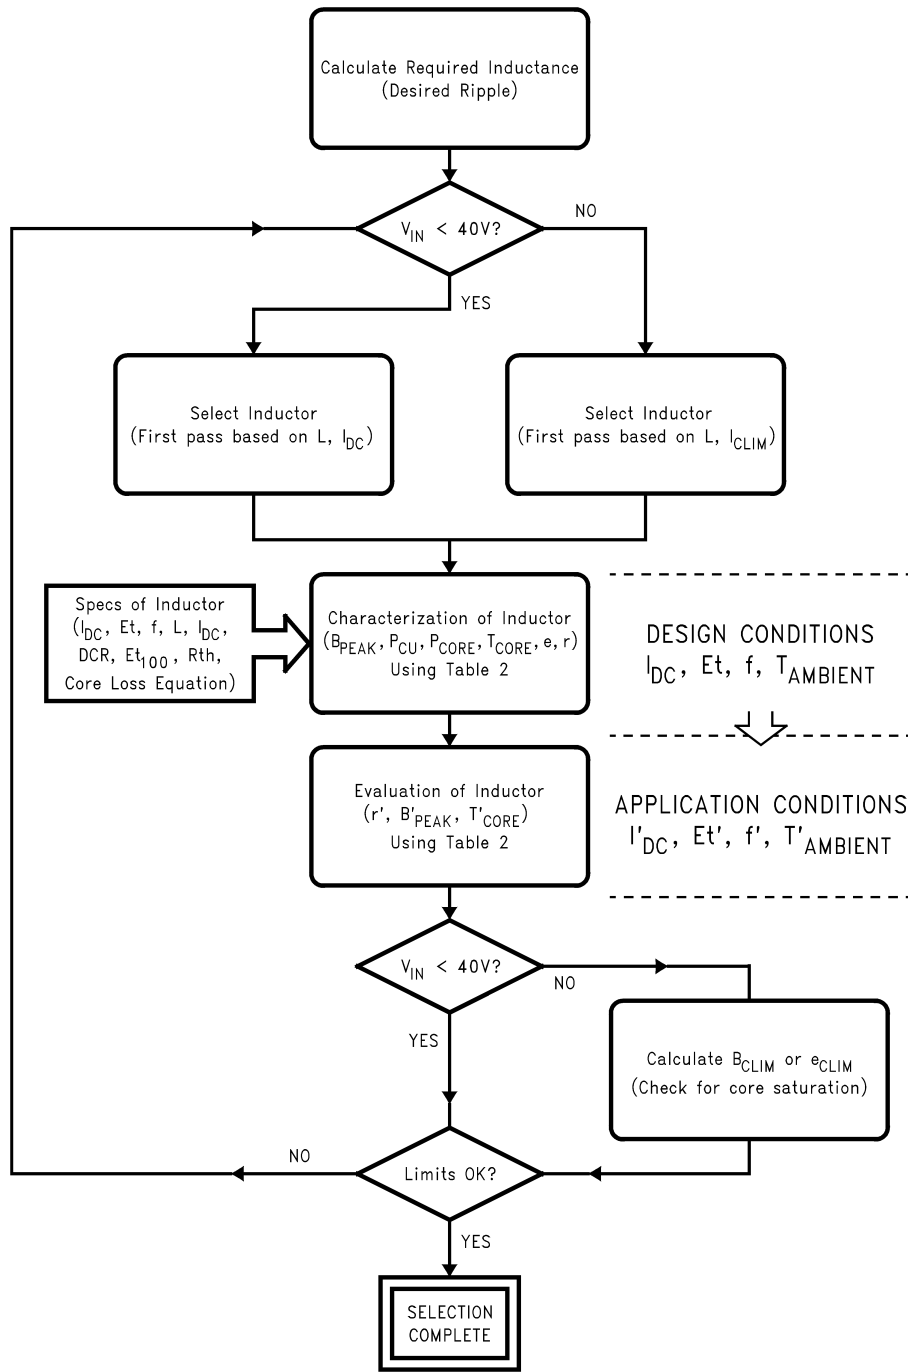 Calculate Required Inductance
(Desired Ripple)
V_IN < 40V?
NO
YES
Select Inductor
(First pass based on L, I_DC)
Select Inductor
(First pass based on L, I_CLIM)
Specs of Inductor
(I_DC, Et, f, L, I_DC,
DCR, Et_100, Rth,
Core Loss Equation)
Characterization of Inductor
(B_PEAK, P_CU, P_CORE, T_CORE, e, r)
Using Table 2
DESIGN CONDITIONS
I_DC, Et, f, T_AMBIENT
Evaluation of Inductor
(r', B'_PEAK, T'_CORE)
Using Table 2
APPLICATION CONDITIONS
I'_DC, Et', f', T'_AMBIENT
V_IN < 40V?
NO
YES
Calculate B_CLIM or e_CLIM
(Check for core saturation)
Limits OK?
NO
YES
SELECTION
COMPLETE